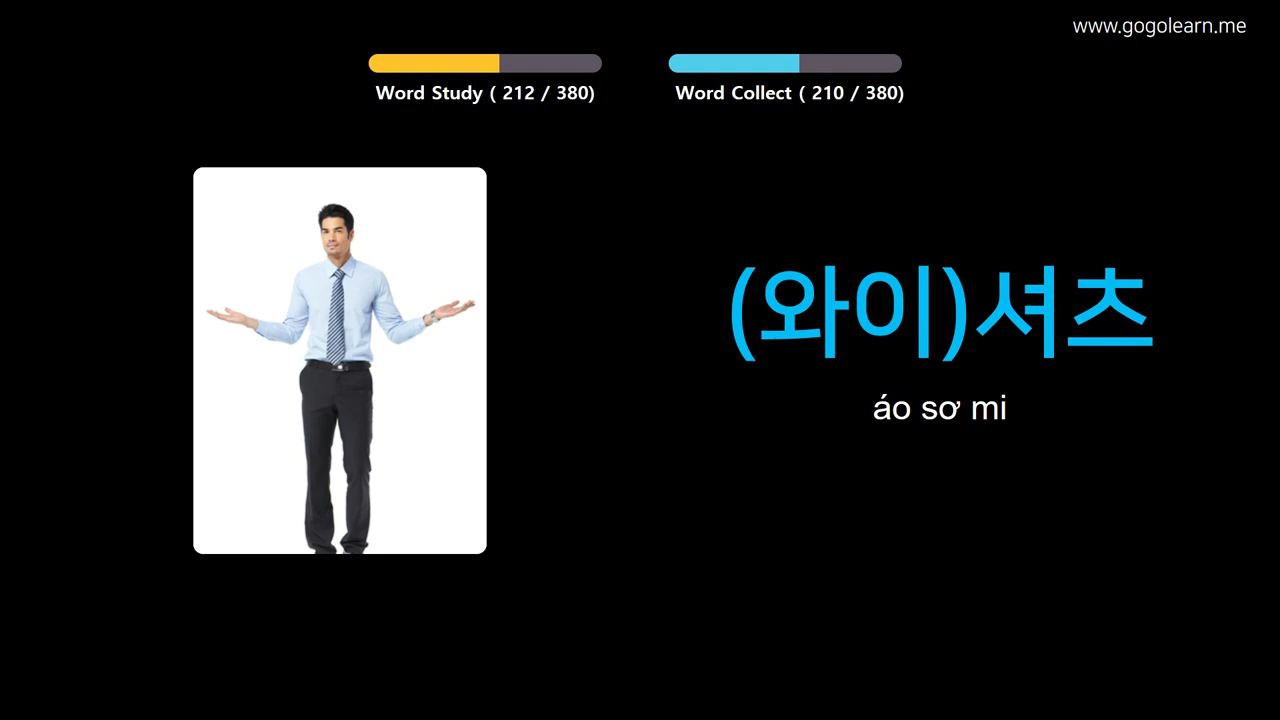 www.gogolearn.me
Word Study ( 212 / 380)
Word Collect ( 210 / 380)
(와이)셔츠
áo sơ mi